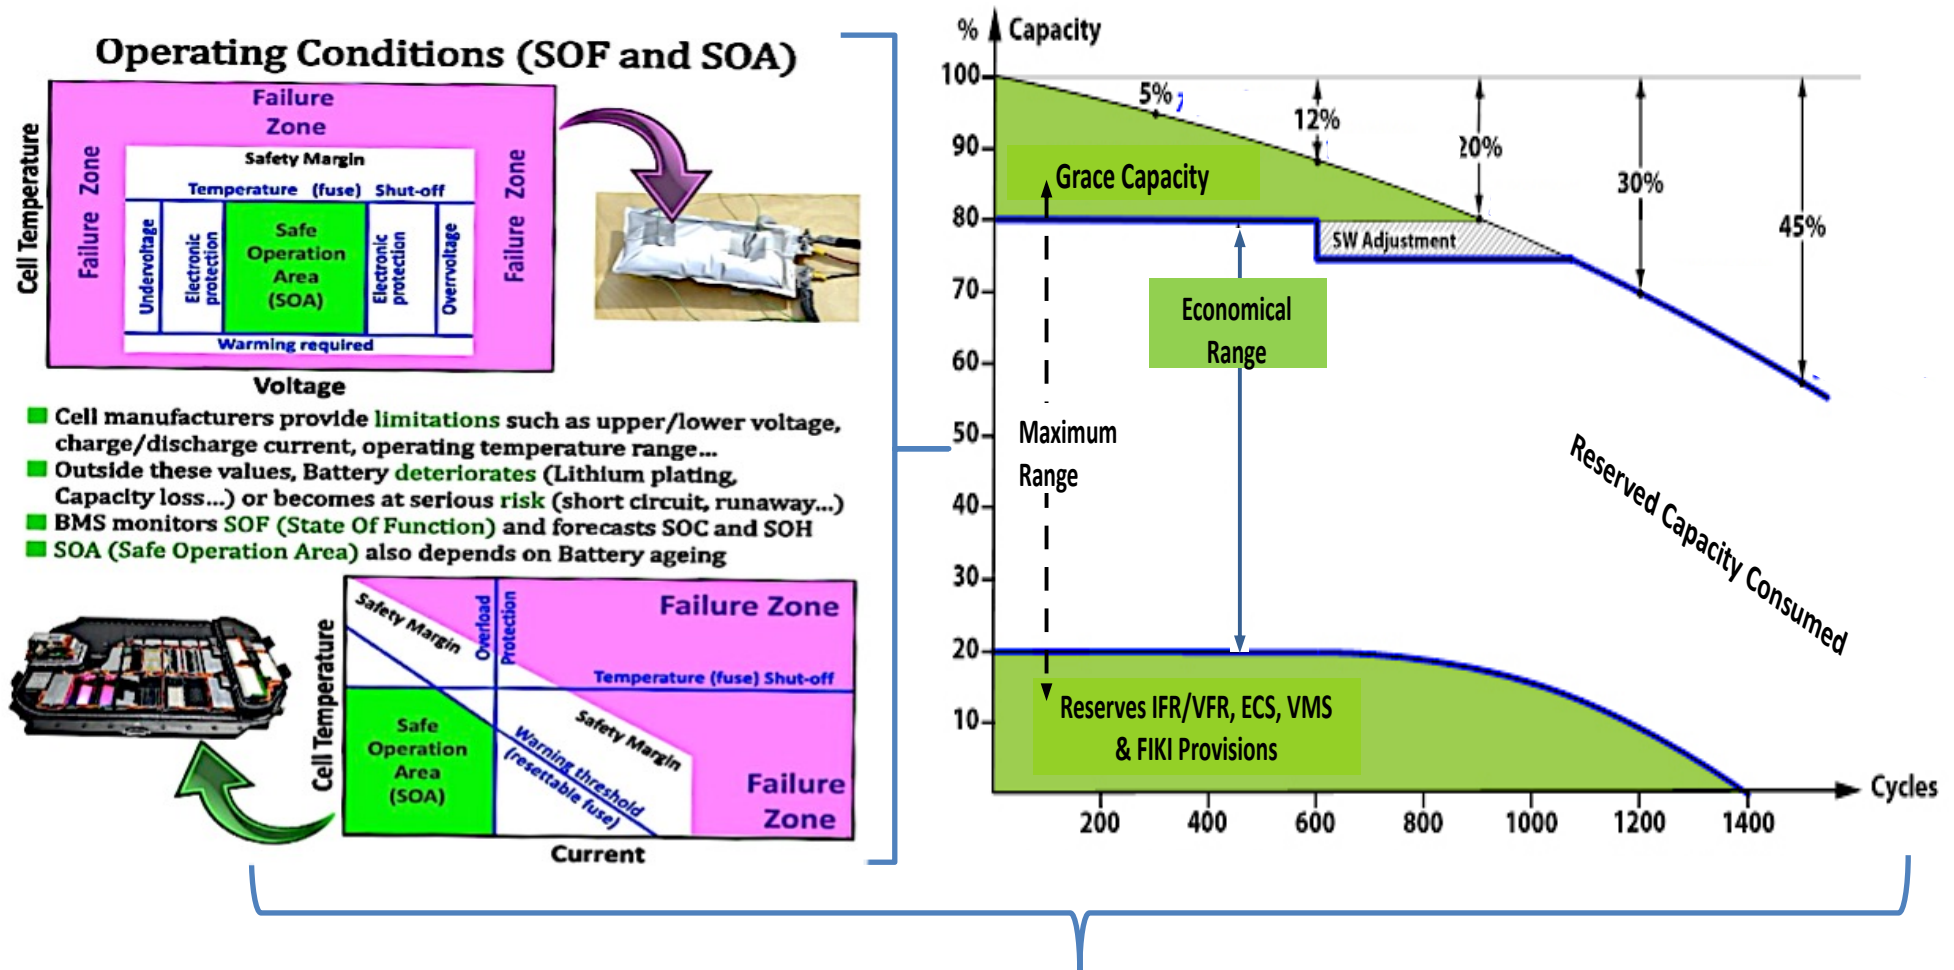 Operating Conditions (SOF and SOA)
Cell Temperature
Failure
Zone
Failure Zone
Failure Zone
Safety Margin
Temperature (fuse) Shut-off
Undervoltage
Electronic
protection
Safe
Operation
Area
(SOA)
Electronic
protection
Overvoltage
Warming required
Voltage
Cell manufacturers provide limitations such as upper/lower voltage,
charge/discharge current, operating temperature range...
Outside these values, Battery deteriorates (Lithium plating,
Capacity loss...) or becomes at serious risk (short circuit, runaway...)
BMS monitors SOF (State Of Function) and forecasts SOC and SOH
SOA (Safe Operation Area) also depends on Battery ageing
Cell Temperature
Safety Margin
Overload
Protection
Failure Zone
Temperature (fuse) Shut-off
Safe
Operation
Area
(SOA)
Safety Margin
Warning threshold
(resettable fuse)
Failure
Zone
Current
% Capacity
100
90
80
70
60
50
40
30
20
10
5%
12%
20%
30%
45%
Grace Capacity
SW Adjustment
Economical
Range
Maximum
Range
Reserved Capacity Consumed
Reserves IFR/VFR, ECS, VMS
& FIKI Provisions
200 400 600 800 1000 1200 1400
Cycles